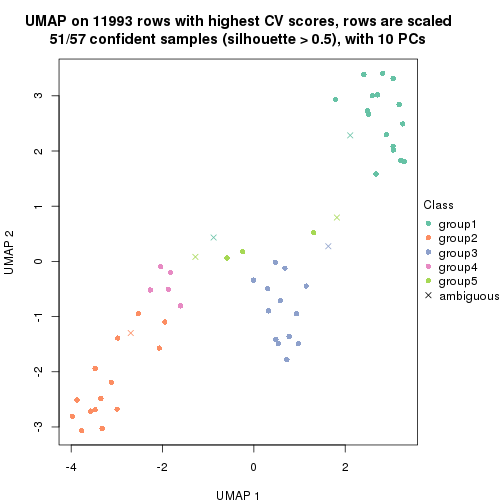 UMAP on 11993 rows with highest CV scores, rows are scaled
51/57 confident samples (silhouette > 0.5), with 10 PCs
3
2
1
0
-1
-2
-3
UMAP 2
-4
-2
0
2
UMAP 1
Class
group1
group2
group3
group4
group5
ambiguous